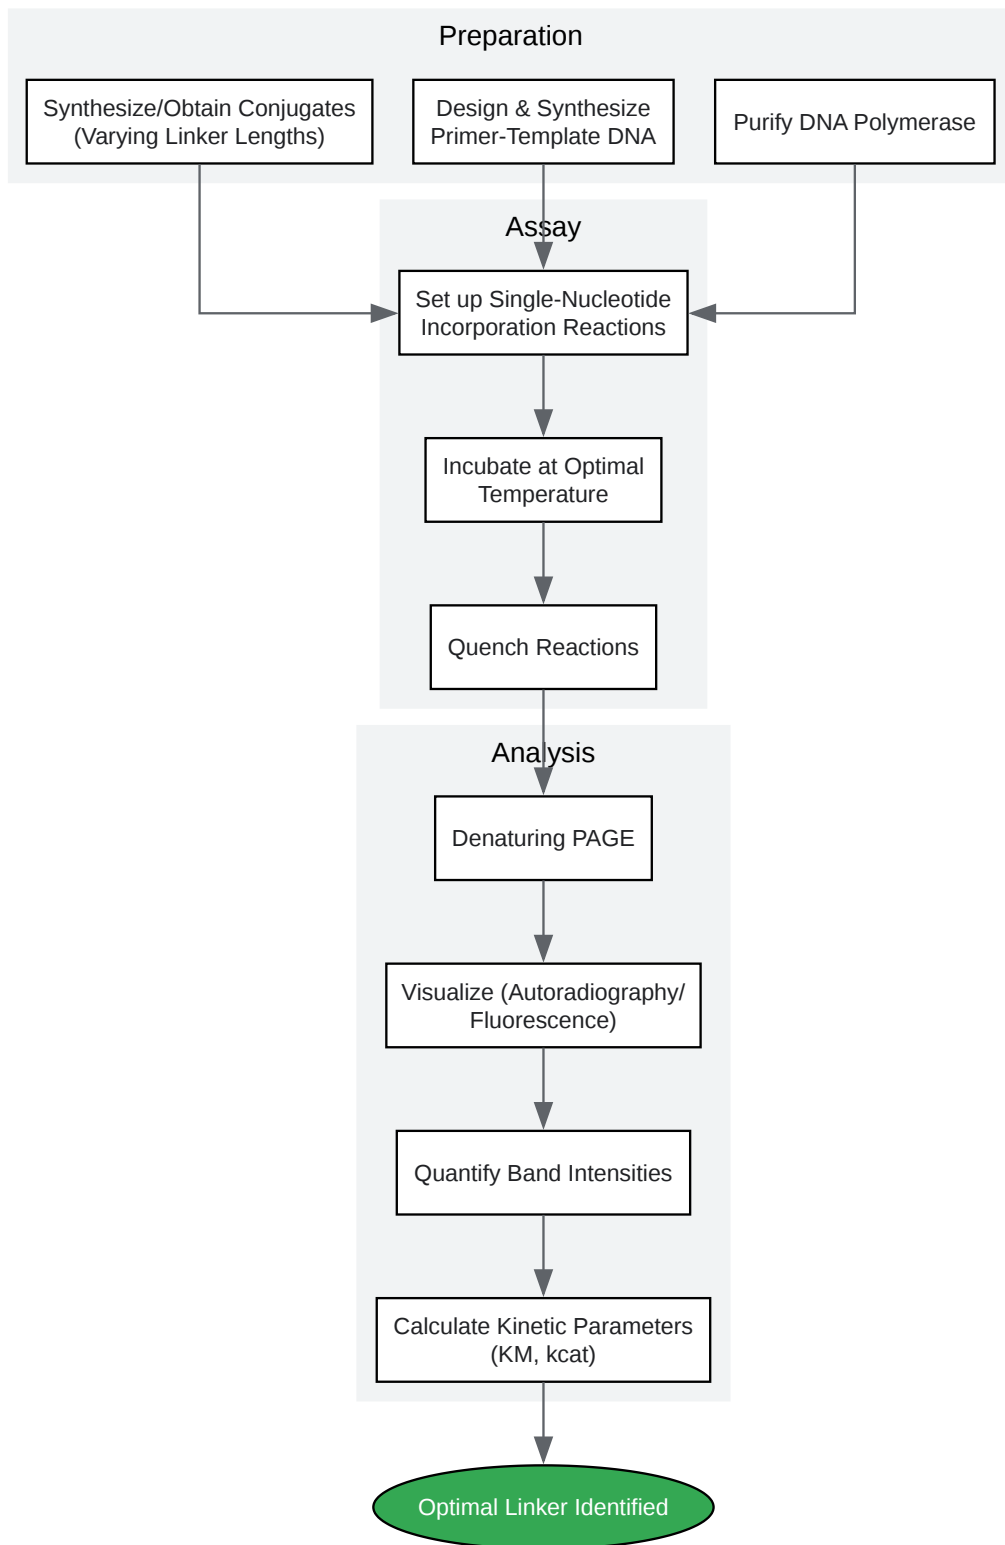 Preparation
Synthesize/Obtain Conjugates
(Varying Linker Lengths)
Design & Synthesize
Primer-Template DNA
Purify DNA Polymerase
Assay
Set up Single-Nucleotide
Incorporation Reactions
Incubate at Optimal
Temperature
Quench Reactions
Analysis
Denaturing PAGE
Visualize (Autoradiography/
Fluorescence)
Quantify Band Intensities
Calculate Kinetic Parameters
(KM, kcat)
Optimal Linker Identified